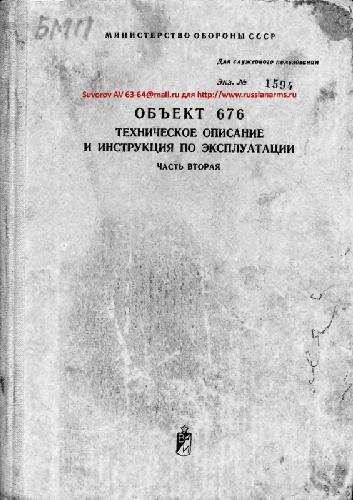 БМП
МИНИСТЕРСТВО ОБОРОНЫ СССР
Для служебного пользования
Экз. № 1594
Suvorov AV 63-64@mail.ru для http://www.russianarms.ru
ОБЪЕКТ 676
ТЕХНИЧЕСКОЕ ОПИСАНИЕ
И ИНСТРУКЦИЯ ПО ЭКСПЛУАТАЦИИ
ЧАСТЬ ВТОРАЯ